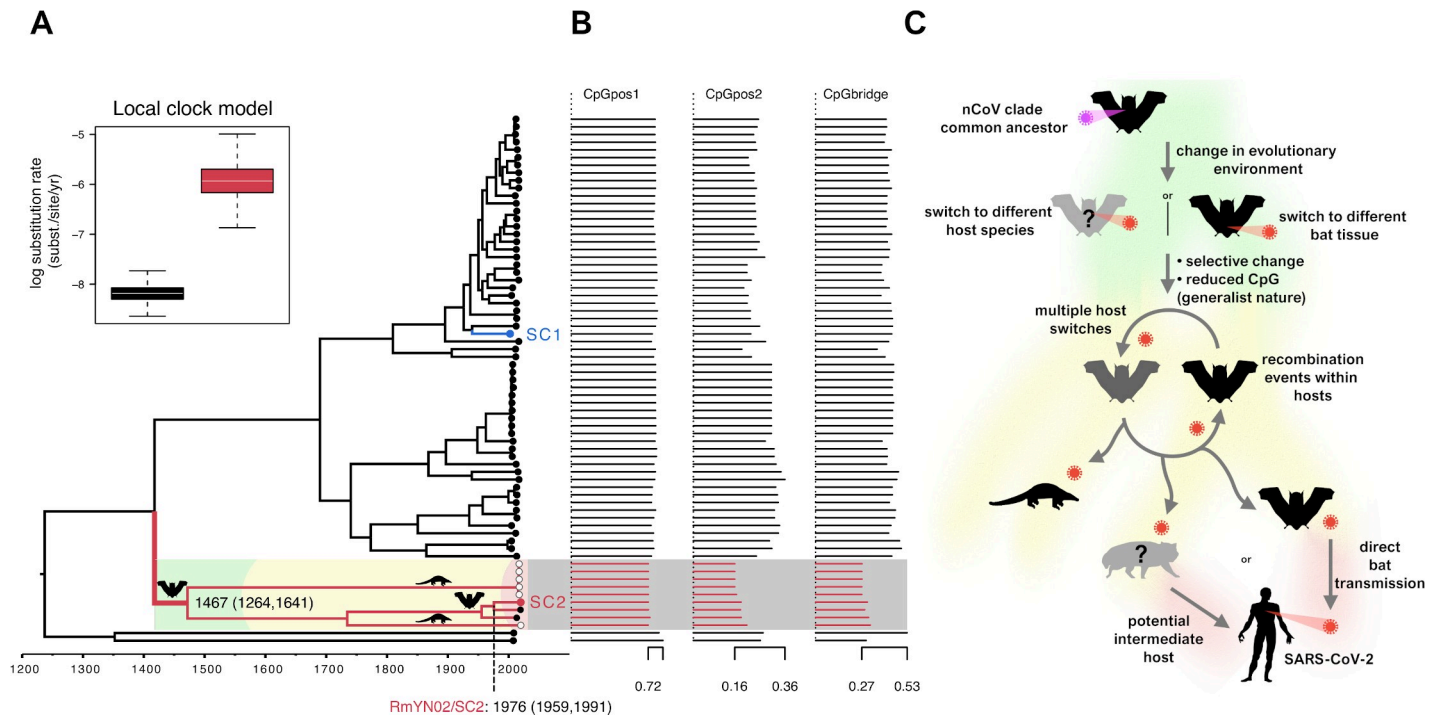 A
B
C
Local clock model
log substitution rate
(subst./site/yr)
−5
−6
−7
−8
SC1
1467 (1264,1641)
SC2
1200
1300
1400
1500
1600
1700
1800
1900
2000
RmYN02/SC2: 1976 (1959,1991)
CpGpos1
CpGpos2
CpGbridge
0.72
0.16
0.36
0.27
0.53
nCoV clade
common ancestor
change in evolutionary
environment
or
?
switch to different
host species
switch to different
bat tissue
• selective change
• reduced CpG
(generalist nature)
multiple host
switches
recombination
events within
hosts
?
or
direct
bat
transmission
potential
intermediate
host
SARS-CoV-2